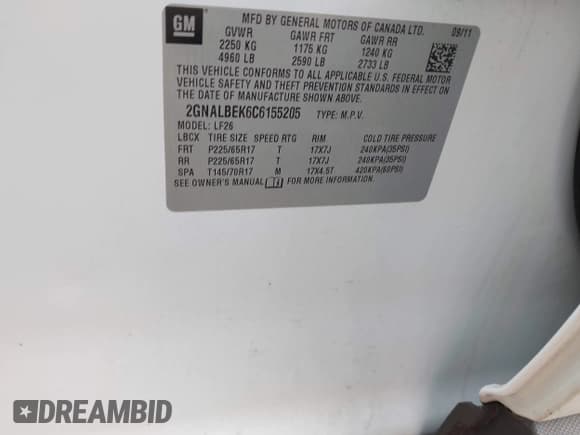 GM
MFD BY GENERAL MOTORS OF CANADA LTD.
GVWR GAWR FRT GAWR RR 09/11
2250 KG 1175 KG 1240 KG
4960 LB 2590 LB 2733 LB
THIS VEHICLE CONFORMS TO ALL APPLICABLE U.S. FEDERAL MOTOR
VEHICLE SAFETY AND THEFT PREVENTION STANDARDS IN EFFECT ON
THE DATE OF MANUFACTURE SHOWN ABOVE.
2GNALBEK6C6155205 TYPE: M.P.V.
MODEL: LF26
LBCX TIRE SIZE SPEED RTG RIM COLD TIRE PRESSURE
FRT P225/65R17 T 17X7J 240KPA(35PSI)
RR P225/65R17 T 17X7J 240KPA(35PSI)
SPA T145/70R17 M 17X4.5T 420KPA(60PSI)
SEE OWNER'S MANUAL FOR MORE INFORMATION.
DREAMBID